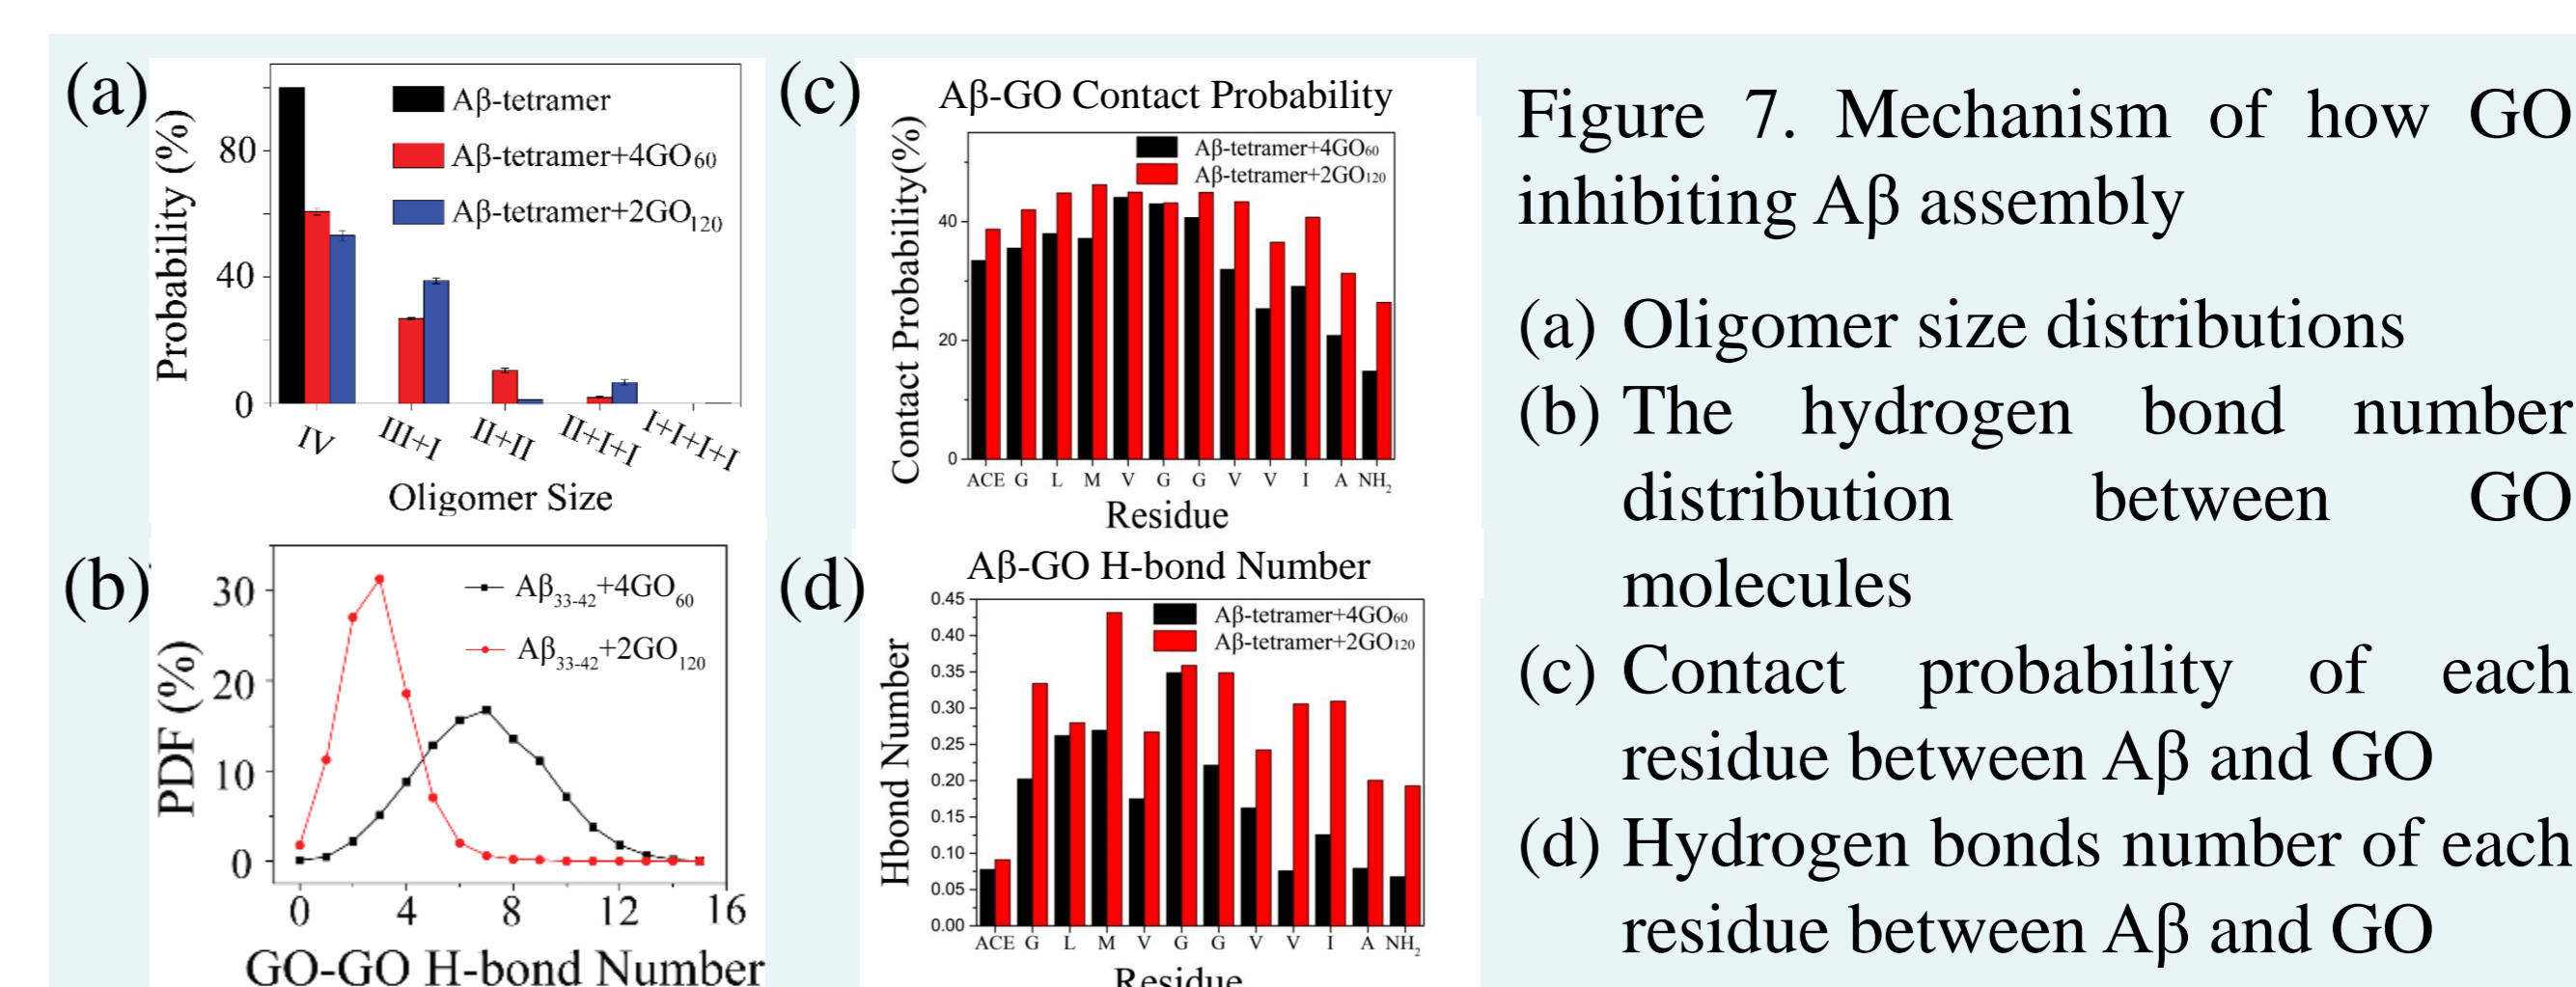 (a)
Probability (%)
80
40
0
Aβ-tetramer
Aβ-tetramer+4GO60
Aβ-tetramer+2GO120
IV III+I II+II II+I+I I+I+I+I
Oligomer Size
(b)
PDF (%)
30
20
10
0
Aβ33-42+4GO60
Aβ33-42+2GO120
0 4 8 12 16
GO-GO H-bond Number
(c)
Aβ-GO Contact Probability
Contact Probability(%)
40
20
0
Aβ-tetramer+4GO60
Aβ-tetramer+2GO120
ACE G L M V G G V V I A NH2
Residue
(d)
Aβ-GO H-bond Number
Hbond Number
0.45
0.40
0.35
0.30
0.25
0.20
0.15
0.10
0.05
0.00
Aβ-tetramer+4GO60
Aβ-tetramer+2GO120
ACE G L M V G G V V I A NH2
Residue
Figure 7. Mechanism of how GO
inhibiting Aβ assembly
(a) Oligomer size distributions
(b) The hydrogen bond number
distribution between GO
molecules
(c) Contact probability of each
residue between Aβ and GO
(d) Hydrogen bonds number of each
residue between Aβ and GO